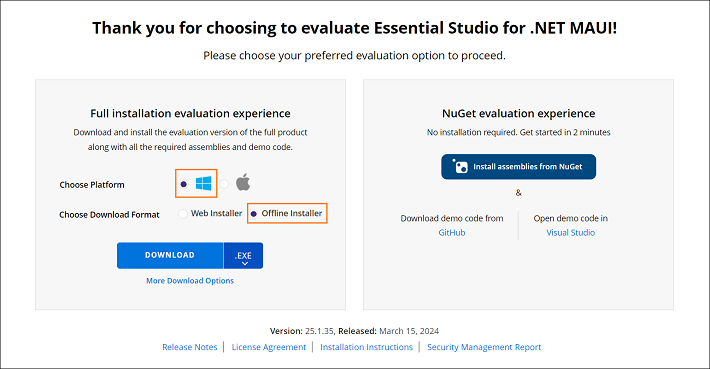 Thank you for choosing to evaluate Essential Studio for .NET MAUI!
Please choose your preferred evaluation option to proceed.
Full installation evaluation experience
Download and install the evaluation version of the full product
along with all the required assemblies and demo code.
Choose Platform
Choose Download Format
Web Installer
Offline Installer
DOWNLOAD
.EXE
More Download Options
NuGet evaluation experience
No installation required. Get started in 2 minutes
Install assemblies from NuGet
&
Download demo code from
GitHub
Open demo code in
Visual Studio
Version: 25.1.35, Released: March 15, 2024
Release Notes | License Agreement | Installation Instructions | Security Management Report